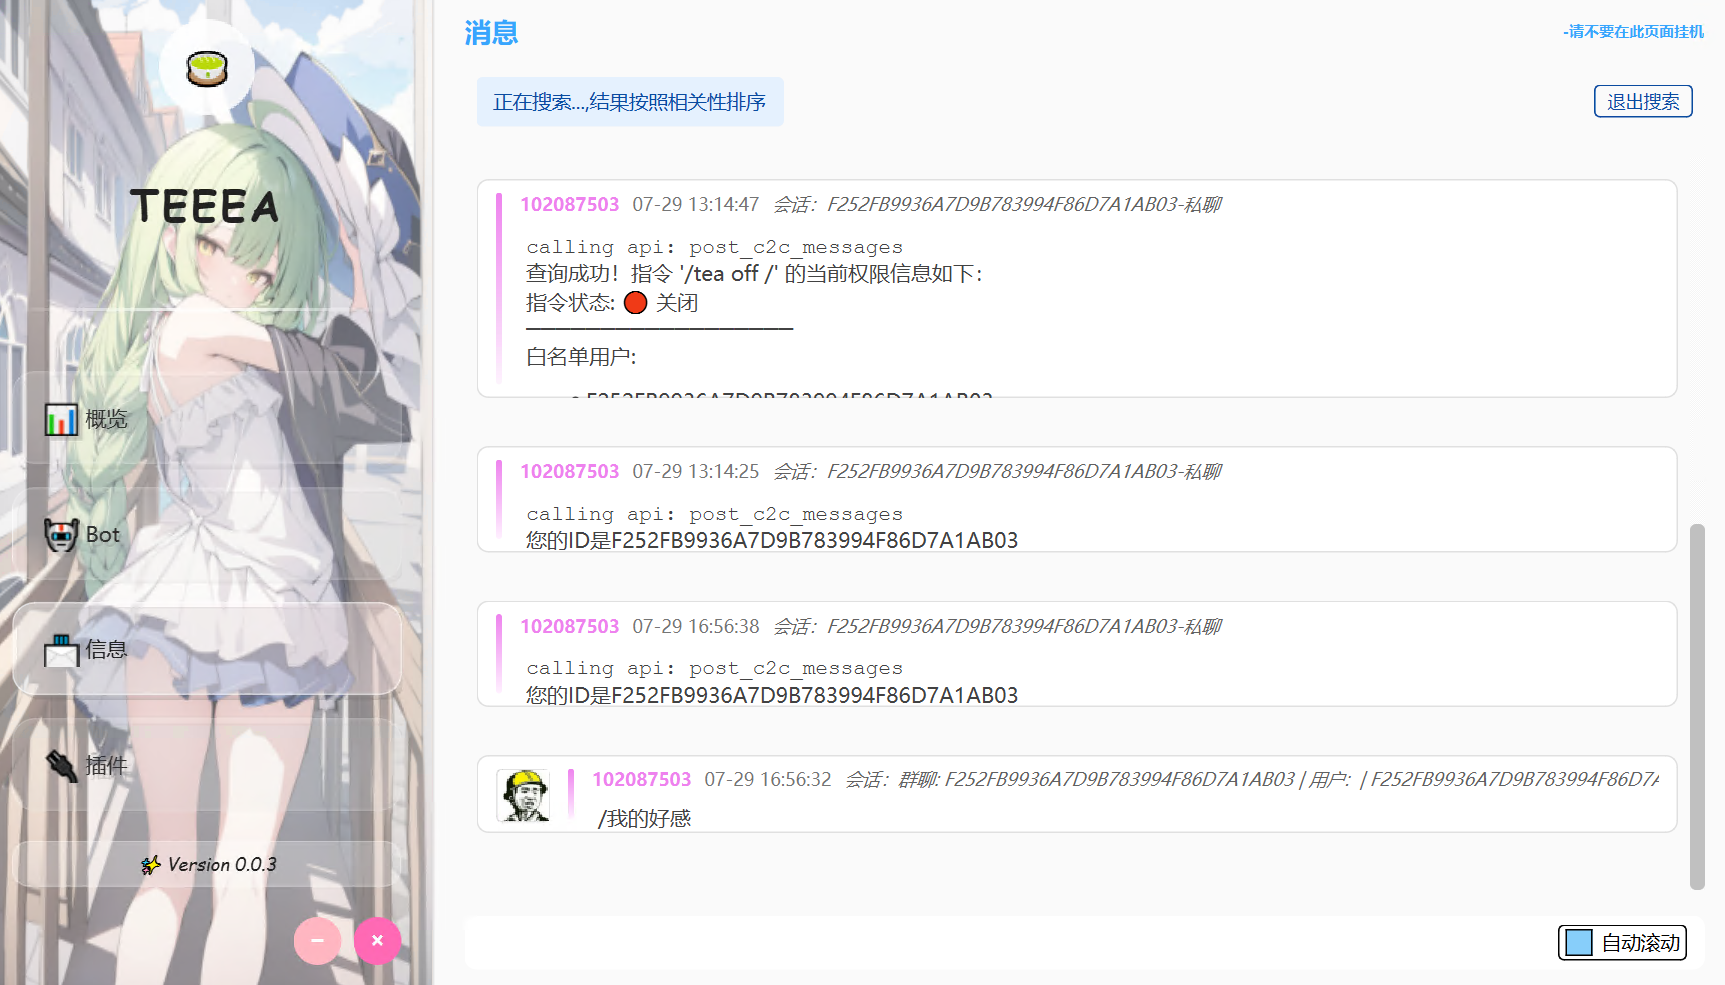 TEEEA
概览
Bot
信息
插件
✨ Version 0.0.3
消息
-请不要在此页面挂机
正在搜索...,结果按照相关性排序
退出搜索
102087503 07-29 13:14:47 会话：F252FB9936A7D9B783994F86D7A1AB03-私聊
calling api: post_c2c_messages
查询成功！指令 '/tea off /' 的当前权限信息如下：
指令状态: 🔴 关闭
——————————————————
白名单用户:
• F252FB9936A7D9B783994F86D7A1AB03
102087503 07-29 13:14:25 会话：F252FB9936A7D9B783994F86D7A1AB03-私聊
calling api: post_c2c_messages
您的ID是F252FB9936A7D9B783994F86D7A1AB03
102087503 07-29 16:56:38 会话：F252FB9936A7D9B783994F86D7A1AB03-私聊
calling api: post_c2c_messages
您的ID是F252FB9936A7D9B783994F86D7A1AB03
102087503 07-29 16:56:32 会话：群聊: F252FB9936A7D9B783994F86D7A1AB03 | 用户: | F252FB9936A7D9B783994F86D7A
/我的好感
自动滚动